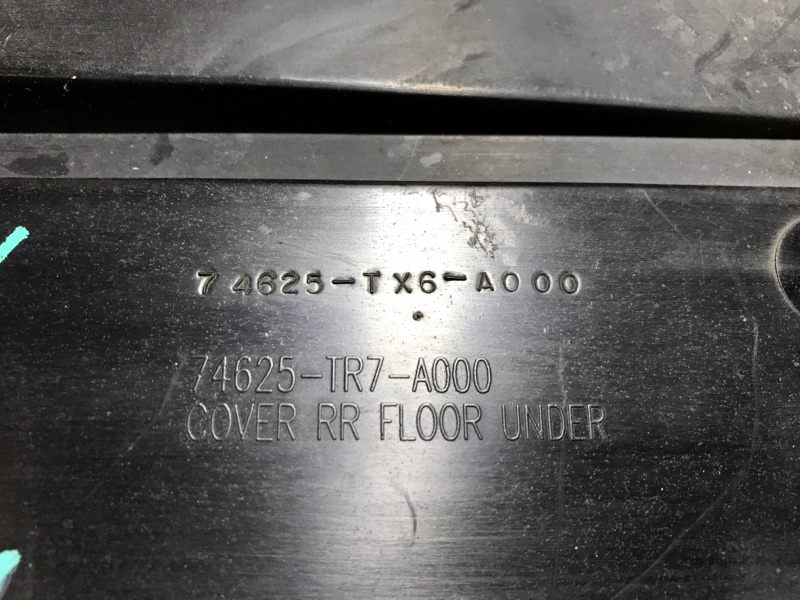 74625-TX6-A000
74625-TR7-A000
COVER RR FLOOR UNDER